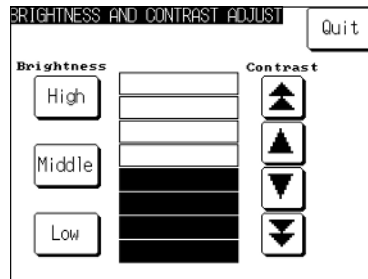 BRIGHTNESS AND CONTRAST ADJUST
Quit
Brightness
Contrast
High
Middle
Low